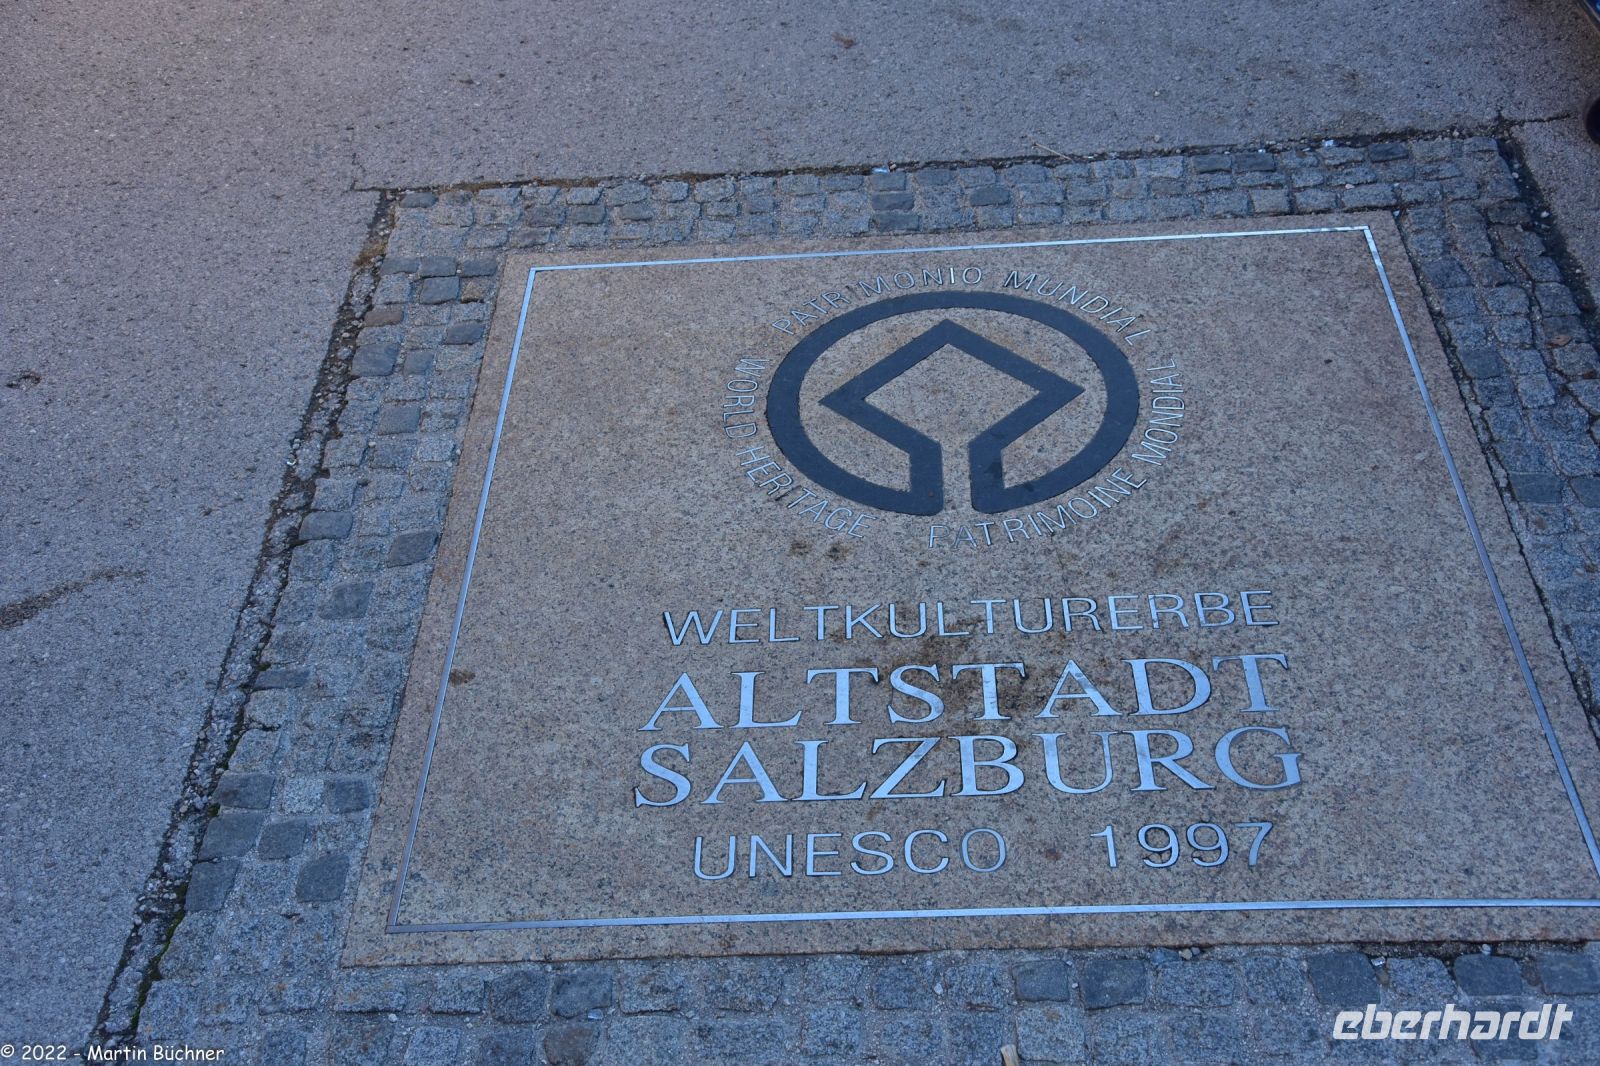 PATRIMONIO MUNDIAL
WORLD HERITAGE
PATRIMOINE MONDIAL
WELTKULTURERBE
ALTSTADT
SALZBURG
UNESCO 1997
© 2022 - Martin Büchner
eberhardt